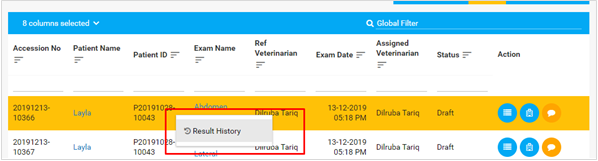 8 columns selected
Global Filter
Accession No Patient Name Patient ID Exam Name Ref Veterinarian Exam Date Assigned Veterinarian Status Action
20191213-10366 Layla P20191028-10043 Abdomen Dilruba Tariq 13-12-2019 05:18 PM Dilruba Tariq Draft
Result History
20191213-10367 Layla P20191028-10043 Lateral Dilruba Tariq 13-12-2019 05:18 PM Dilruba Tariq Draft